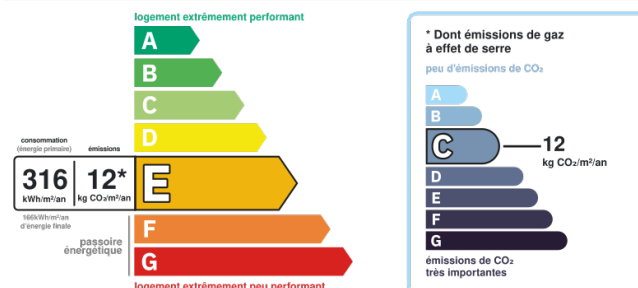 logement extrêmement performant
A
B
C
D
consommation
(énergie primaire)
émissions
316
kWh/m²/an
12*
kg CO₂/m²/an
E
166kWh/m²/an
d'énergie finale
passoire
énergétique
F
G
logement extrêmement peu performant
* Dont émissions de gaz
à effet de serre
peu d'émissions de CO₂
A
B
C
12
kg CO₂/m²/an
D
E
F
G
émissions de CO₂
très importantes